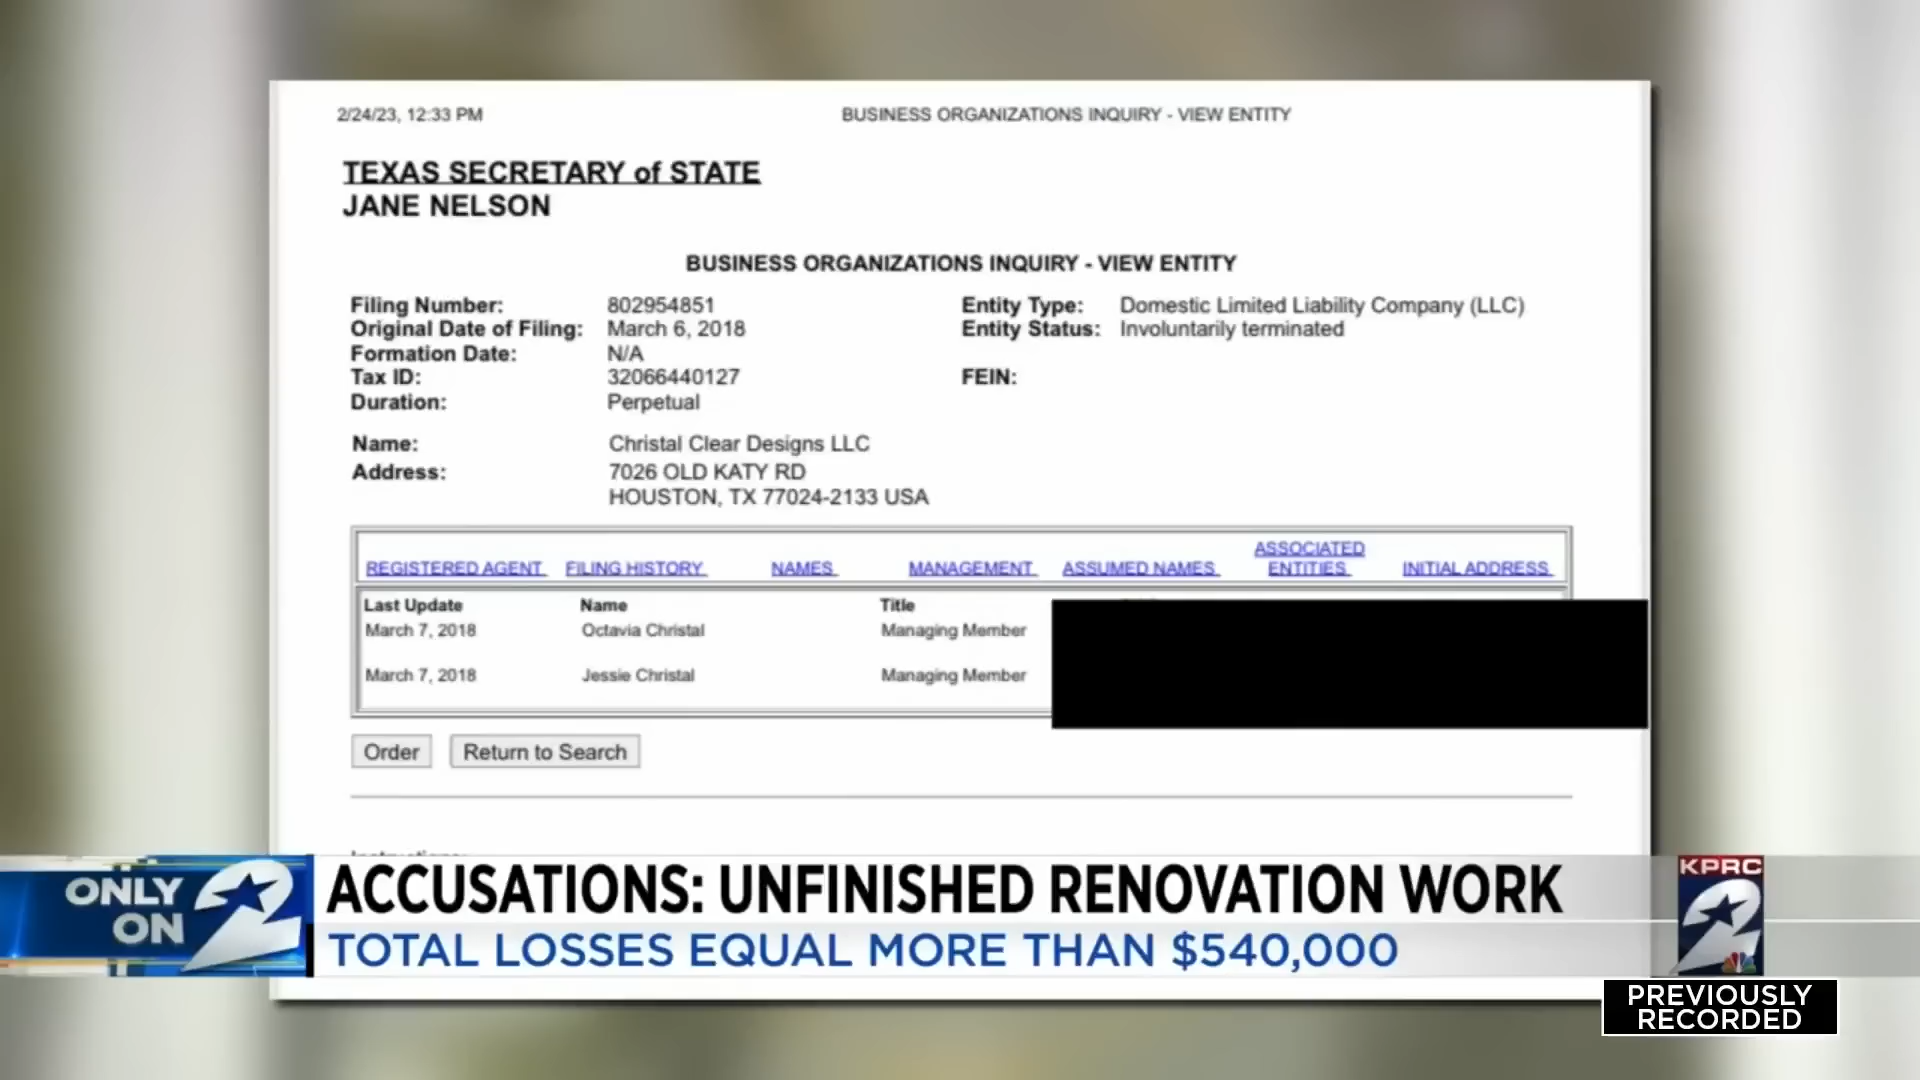 2/24/23, 12:33 PM BUSINESS ORGANIZATIONS INQUIRY - VIEW ENTITY
TEXAS SECRETARY of STATE
JANE NELSON
BUSINESS ORGANIZATIONS INQUIRY - VIEW ENTITY
Filing Number: 802954851 Entity Type: Domestic Limited Liability Company (LLC)
Original Date of Filing: March 6, 2018 Entity Status: Involuntarily terminated
Formation Date: N/A
Tax ID: 32066440127 FEIN:
Duration: Perpetual
Name: Christal Clear Designs LLC
Address: 7026 OLD KATY RD
HOUSTON, TX 77024-2133 USA
REGISTERED AGENT FILING HISTORY NAMES MANAGEMENT ASSUMED NAMES ASSOCIATED ENTITIES INITIAL ADDRESS
Last Update Name Title
March 7, 2018 Octavia Christal Managing Member
March 7, 2018 Jessie Christal Managing Member
Order Return to Search
ONLY ON 2
ACCUSATIONS: UNFINISHED RENOVATION WORK
TOTAL LOSSES EQUAL MORE THAN $540,000
KPRC 2
PREVIOUSLY
RECORDED